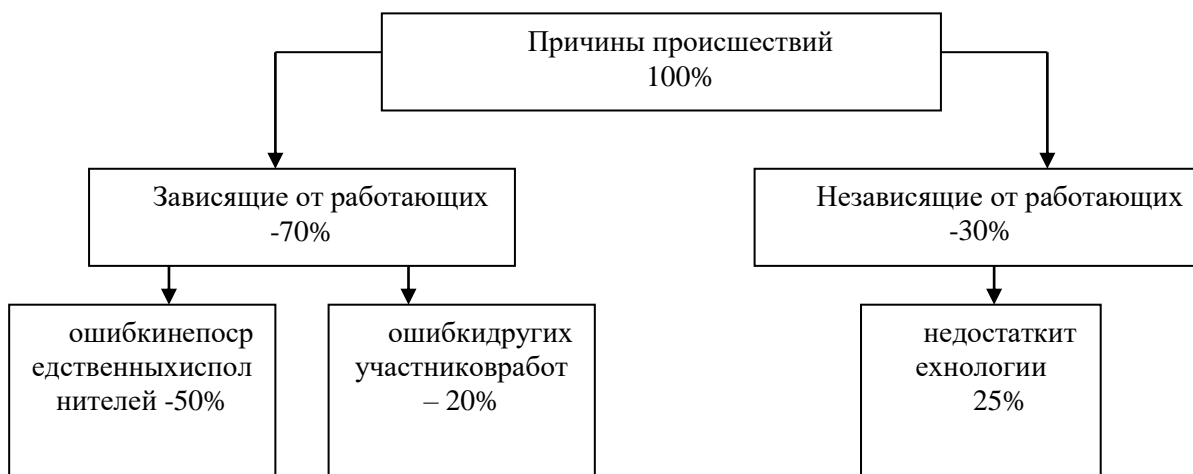 Причины происшествий
100%
Зависящие от работающих
-70%
Независящие от работающих
-30%
ошибкинепоср
едственныхиспол
нителей -50%
ошибкидругих
участниковработ
– 20%
недостаткит
ехнологии
25%